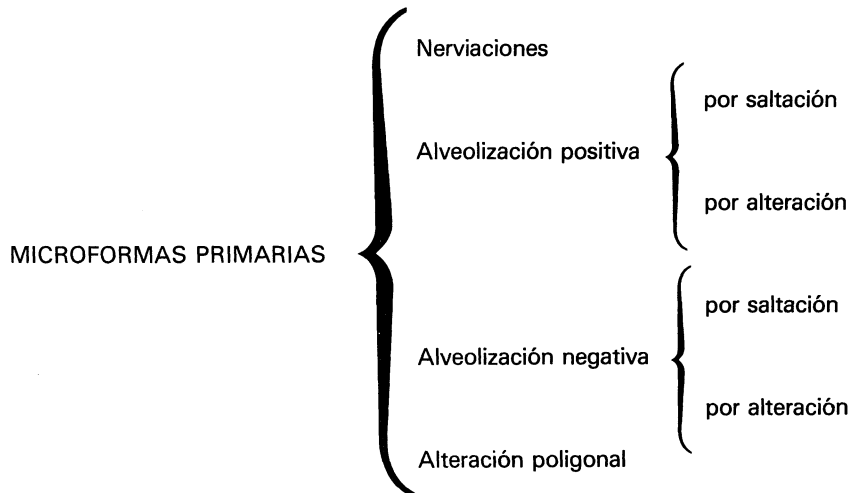 MICROFORMAS PRIMARIAS
Nerviaciones
Alveolización positiva
por saltación
por alteración
Alveolización negativa
por saltación
por alteración
Alteración poligonal